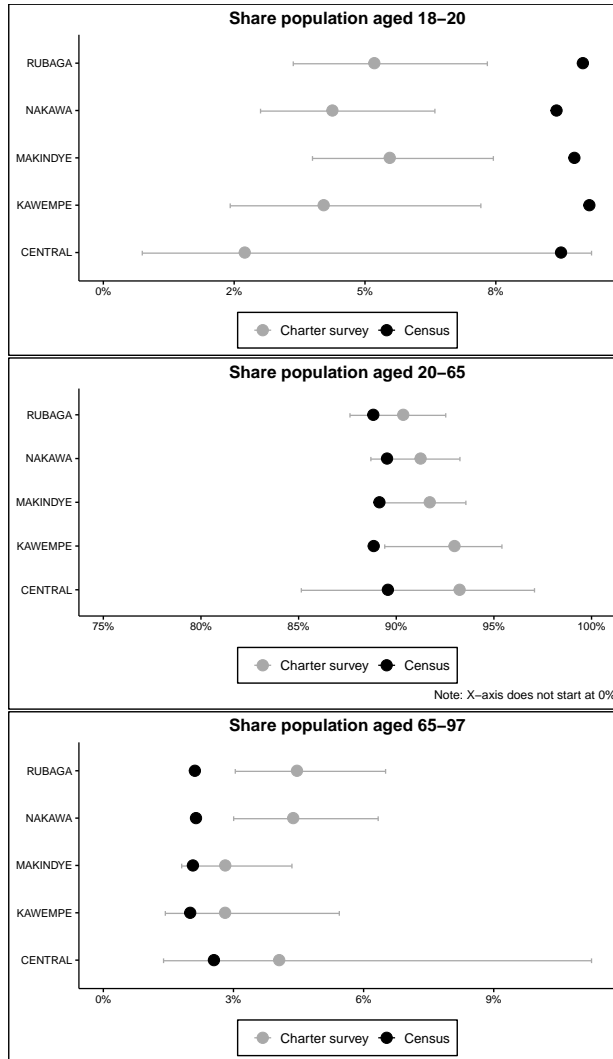 Share population aged 18−20
RUBAGA
NAKAWA
MAKINDYE
KAWEMPE
CENTRAL
0% 2% 5% 8%
Charter survey Census
Share population aged 20−65
RUBAGA
NAKAWA
MAKINDYE
KAWEMPE
CENTRAL
75% 80% 85% 90% 95% 100%
Charter survey Census
Note: X−axis does not start at 0%
Share population aged 65−97
RUBAGA
NAKAWA
MAKINDYE
KAWEMPE
CENTRAL
0% 3% 6% 9%
Charter survey Census